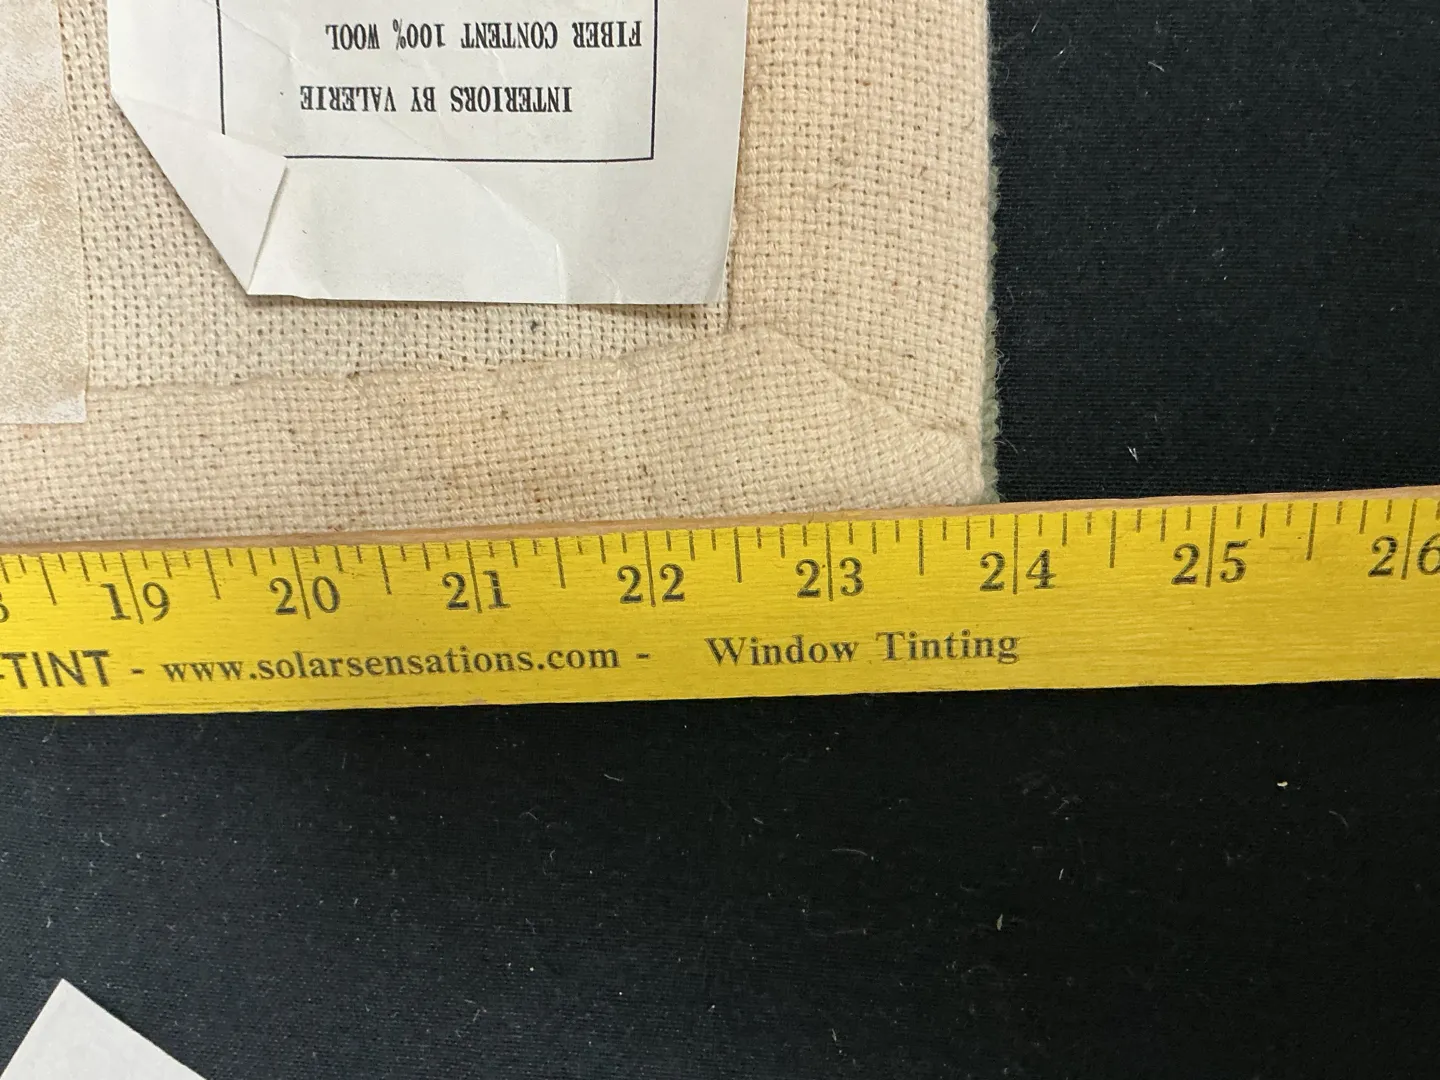 INTERIORS BY VALERIE
FIBER CONTENT 100% WOOL
19 20 21 22 23 24 25 26
-TINT - www.solarsensations.com - Window Tinting